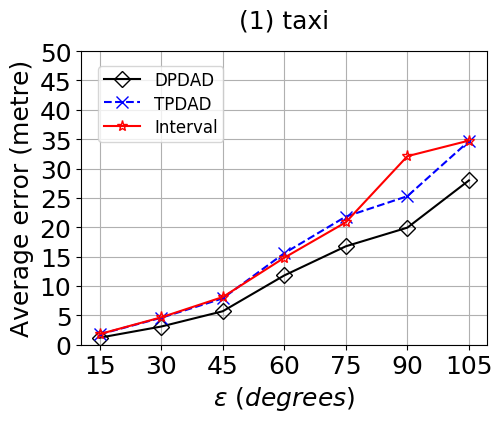 (1) taxi
Average error (metre)
50
45
40
35
30
25
20
15
10
5
0
DPDAD
TPDAD
Interval
15 30 45 60 75 90 105
ε (degrees)